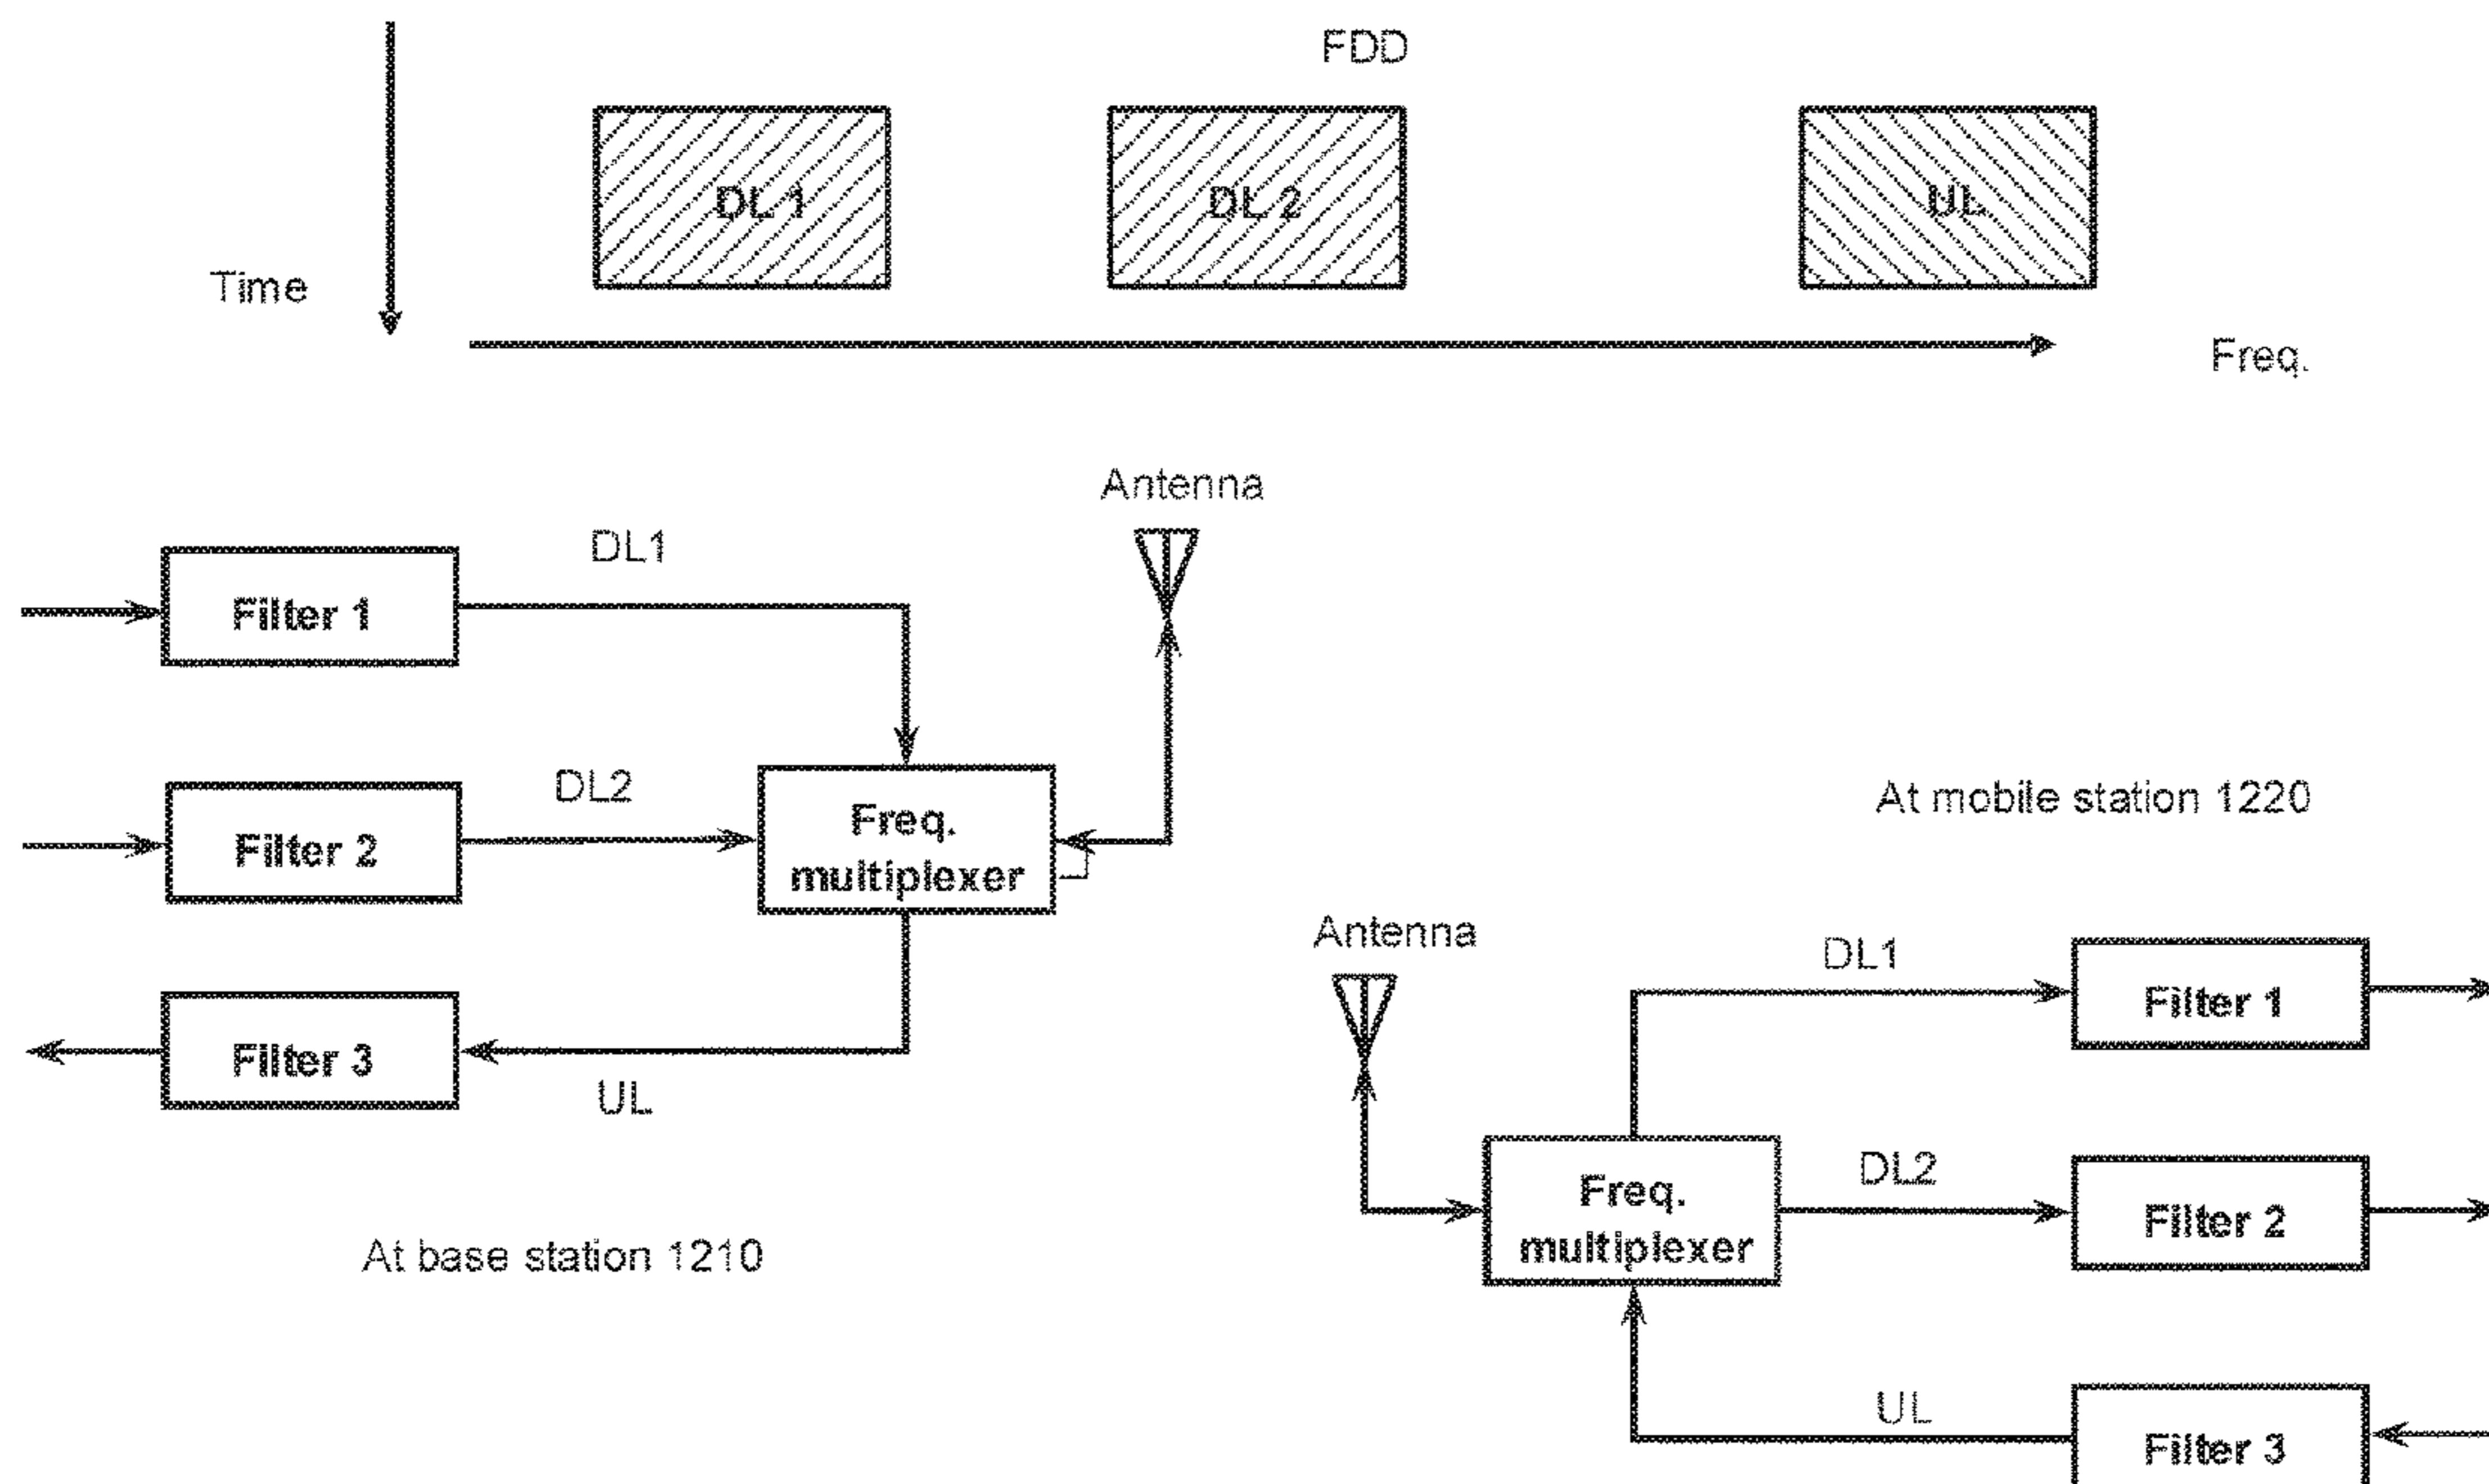 FDD
DL 1
DL 2
UL
Time
Freq.
Antenna
DL1
Filter 1
DL2
Filter 2
Freq.
multiplexer
Filter 3
UL
At base station 1210
At mobile station 1220
Antenna
DL1
Filter 1
DL2
Filter 2
Freq.
multiplexer
UL
Filter 3